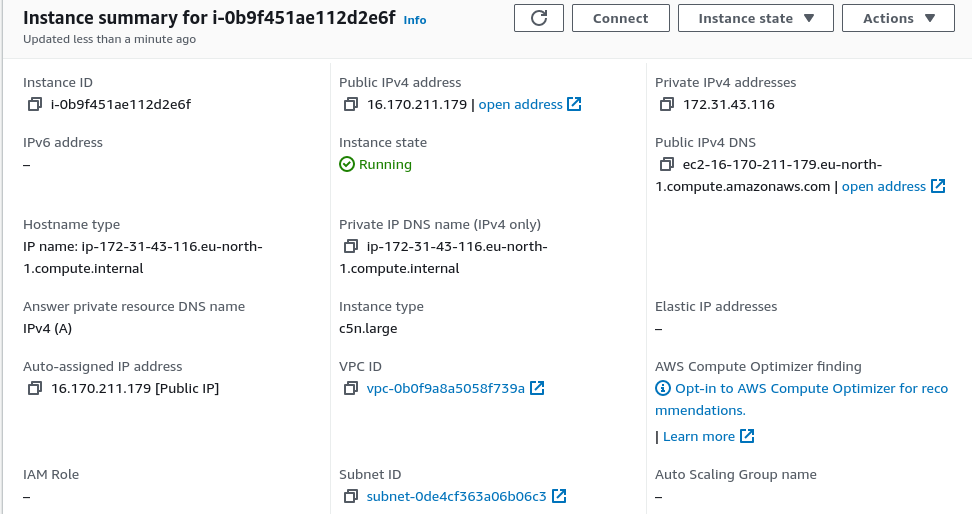 Instance summary for i-0b9f451ae112d2e6f Info
Updated less than a minute ago
Connect
Instance state
Actions
Instance ID
i-0b9f451ae112d2e6f
Public IPv4 address
16.170.211.179 | open address
Private IPv4 addresses
172.31.43.116
IPv6 address
–
Instance state
Running
Public IPv4 DNS
ec2-16-170-211-179.eu-north-
1.compute.amazonaws.com | open address
Hostname type
IP name: ip-172-31-43-116.eu-north-
1.compute.internal
Private IP DNS name (IPv4 only)
ip-172-31-43-116.eu-north-
1.compute.internal
Answer private resource DNS name
IPv4 (A)
Instance type
c5n.large
Elastic IP addresses
–
Auto-assigned IP address
16.170.211.179 [Public IP]
VPC ID
vpc-0b0f9a8a5058f739a
AWS Compute Optimizer finding
Opt-in to AWS Compute Optimizer for reco
mmendations.
| Learn more
IAM Role
–
Subnet ID
subnet-0de4cf363a06b06c3
Auto Scaling Group name
–